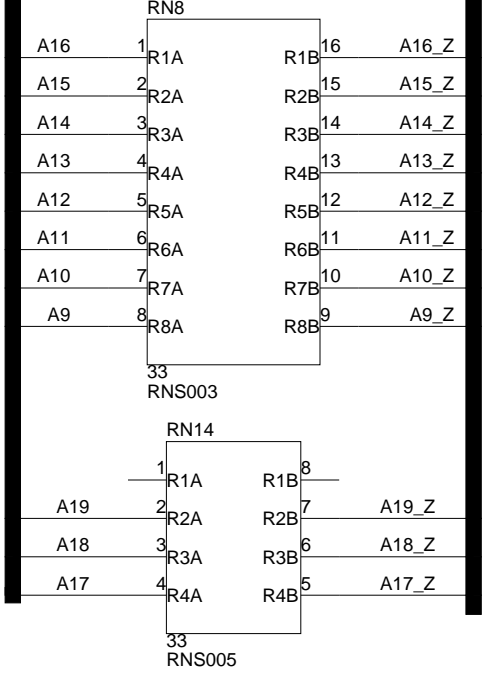 RN8
A16 1 R1A R1B 16 A16_Z
A15 2 R2A R2B 15 A15_Z
A14 3 R3A R3B 14 A14_Z
A13 4 R4A R4B 13 A13_Z
A12 5 R5A R5B 12 A12_Z
A11 6 R6A R6B 11 A11_Z
A10 7 R7A R7B 10 A10_Z
A9 8 R8A R8B 9 A9_Z
33
RNS003
RN14
1 R1A R1B 8
A19 2 R2A R2B 7 A19_Z
A18 3 R3A R3B 6 A18_Z
A17 4 R4A R4B 5 A17_Z
33
RNS005